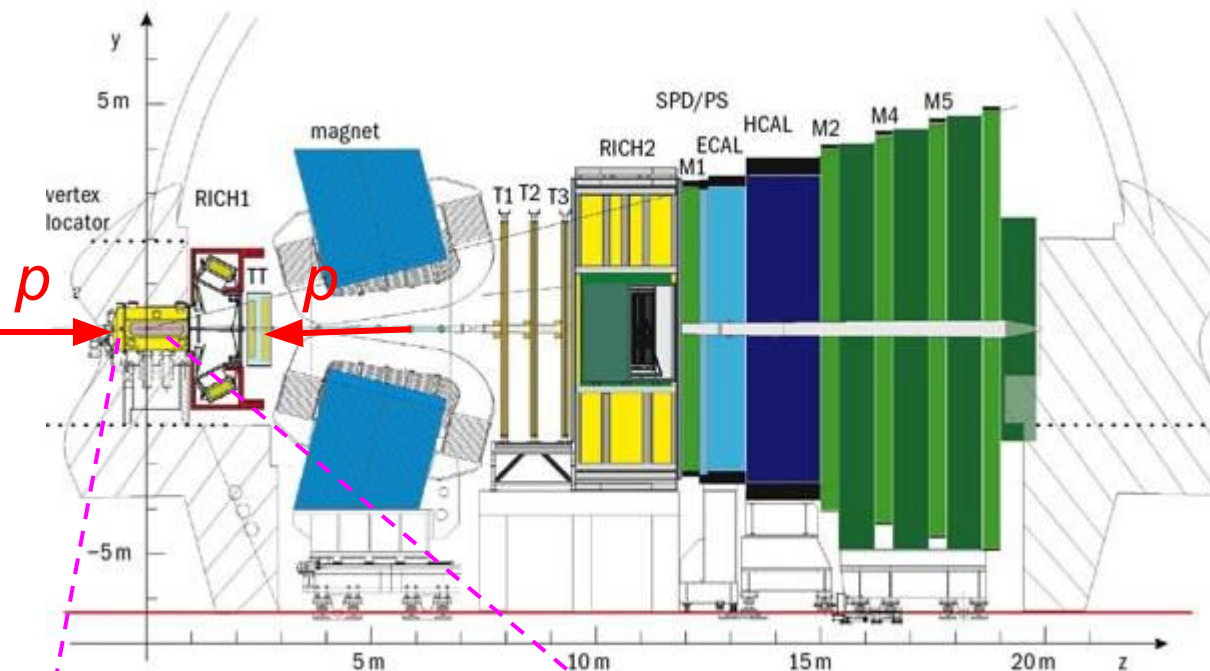 y
5 m
SPD/PS
HCAL
M5
M4
M2
ECAL
magnet
RICH2
M1
vertex
locator
RICH1
T1
T2
T3
TT
p
p
−5 m
5 m
10 m
15 m
20 m
z